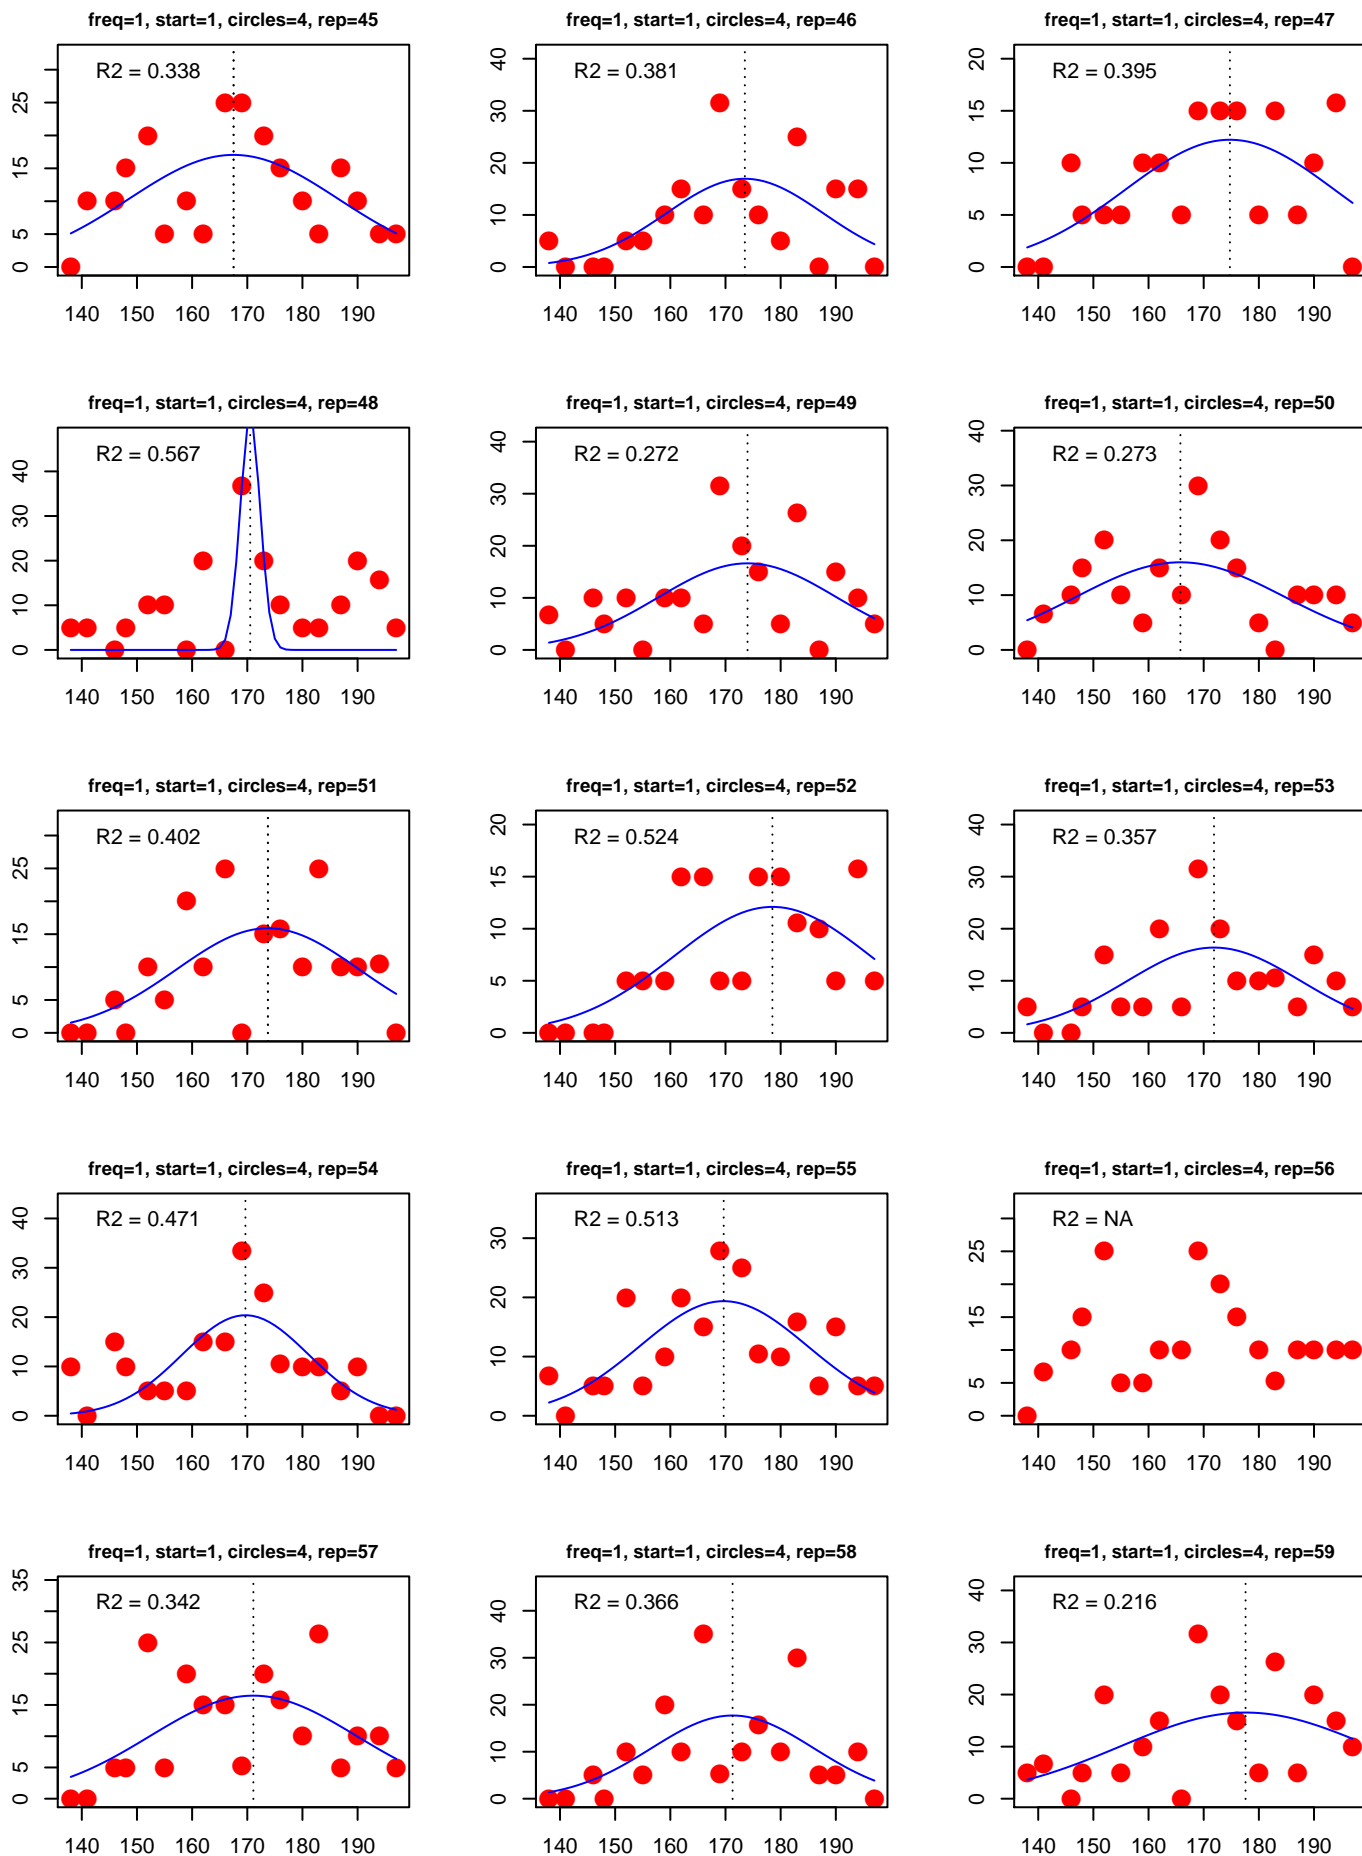 freq=1, start=1, circles=4, rep=45
R2 = 0.338
0 5 15 25
140 150 160 170 180 190
freq=1, start=1, circles=4, rep=46
R2 = 0.381
0 10 20 30 40
140 150 160 170 180 190
freq=1, start=1, circles=4, rep=47
R2 = 0.395
0 5 10 15 20
140 150 160 170 180 190
freq=1, start=1, circles=4, rep=48
R2 = 0.567
0 10 20 30 40
140 150 160 170 180 190
freq=1, start=1, circles=4, rep=49
R2 = 0.272
0 10 20 30 40
140 150 160 170 180 190
freq=1, start=1, circles=4, rep=50
R2 = 0.273
0 10 20 30 40
140 150 160 170 180 190
freq=1, start=1, circles=4, rep=51
R2 = 0.402
0 5 15 25
140 150 160 170 180 190
freq=1, start=1, circles=4, rep=52
R2 = 0.524
0 5 10 15 20
140 150 160 170 180 190
freq=1, start=1, circles=4, rep=53
R2 = 0.357
0 10 20 30 40
140 150 160 170 180 190
freq=1, start=1, circles=4, rep=54
R2 = 0.471
0 10 20 30 40
140 150 160 170 180 190
freq=1, start=1, circles=4, rep=55
R2 = 0.513
0 10 20 30
140 150 160 170 180 190
freq=1, start=1, circles=4, rep=56
R2 = NA
0 5 15 25
140 150 160 170 180 190
freq=1, start=1, circles=4, rep=57
R2 = 0.342
0 5 15 25 35
140 150 160 170 180 190
freq=1, start=1, circles=4, rep=58
R2 = 0.366
0 10 20 30 40
140 150 160 170 180 190
freq=1, start=1, circles=4, rep=59
R2 = 0.216
0 10 20 30 40
140 150 160 170 180 190